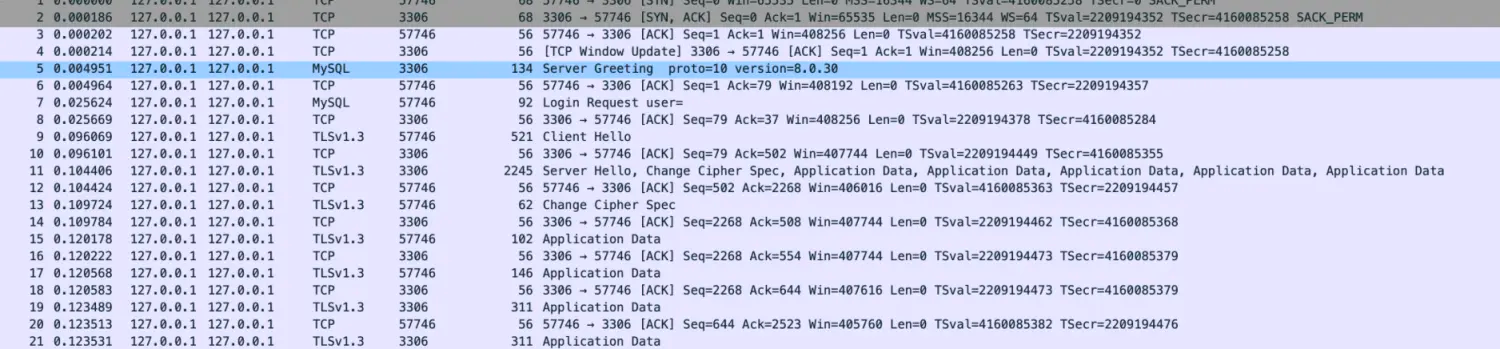 1 0.000000 127.0.0.1 127.0.0.1 TCP 57746 68 57746 → 3306 [SYN] Seq=0 Win=65535 Len=0 MSS=16344 WS=64 TSval=4160085258 TSecr=0 SACK_PERM
2 0.000186 127.0.0.1 127.0.0.1 TCP 3306 68 3306 → 57746 [SYN, ACK] Seq=0 Ack=1 Win=65535 Len=0 MSS=16344 WS=64 TSval=2209194352 TSecr=4160085258 SACK_PERM
3 0.000202 127.0.0.1 127.0.0.1 TCP 57746 56 57746 → 3306 [ACK] Seq=1 Ack=1 Win=408256 Len=0 TSval=4160085258 TSecr=2209194352
4 0.000214 127.0.0.1 127.0.0.1 TCP 3306 56 [TCP Window Update] 3306 → 57746 [ACK] Seq=1 Ack=1 Win=408256 Len=0 TSval=2209194352 TSecr=4160085258
5 0.004951 127.0.0.1 127.0.0.1 MySQL 3306 134 Server Greeting proto=10 version=8.0.30
6 0.004964 127.0.0.1 127.0.0.1 TCP 57746 56 57746 → 3306 [ACK] Seq=1 Ack=79 Win=408192 Len=0 TSval=4160085263 TSecr=2209194357
7 0.025624 127.0.0.1 127.0.0.1 MySQL 57746 92 Login Request user=
8 0.025669 127.0.0.1 127.0.0.1 TCP 3306 56 3306 → 57746 [ACK] Seq=79 Ack=37 Win=408256 Len=0 TSval=2209194378 TSecr=4160085284
9 0.096069 127.0.0.1 127.0.0.1 TLSv1.3 57746 521 Client Hello
10 0.096101 127.0.0.1 127.0.0.1 TCP 3306 56 3306 → 57746 [ACK] Seq=79 Ack=502 Win=407744 Len=0 TSval=2209194449 TSecr=4160085355
11 0.104406 127.0.0.1 127.0.0.1 TLSv1.3 3306 2245 Server Hello, Change Cipher Spec, Application Data, Application Data, Application Data, Application Data, Application Data
12 0.104424 127.0.0.1 127.0.0.1 TCP 57746 56 57746 → 3306 [ACK] Seq=502 Ack=2268 Win=406016 Len=0 TSval=4160085363 TSecr=2209194457
13 0.109724 127.0.0.1 127.0.0.1 TLSv1.3 57746 62 Change Cipher Spec
14 0.109784 127.0.0.1 127.0.0.1 TCP 3306 56 3306 → 57746 [ACK] Seq=2268 Ack=508 Win=407744 Len=0 TSval=2209194462 TSecr=4160085368
15 0.120178 127.0.0.1 127.0.0.1 TLSv1.3 57746 102 Application Data
16 0.120222 127.0.0.1 127.0.0.1 TCP 3306 56 3306 → 57746 [ACK] Seq=2268 Ack=554 Win=407744 Len=0 TSval=2209194473 TSecr=4160085379
17 0.120568 127.0.0.1 127.0.0.1 TLSv1.3 57746 146 Application Data
18 0.120583 127.0.0.1 127.0.0.1 TCP 3306 56 3306 → 57746 [ACK] Seq=2268 Ack=644 Win=407616 Len=0 TSval=2209194473 TSecr=4160085379
19 0.123489 127.0.0.1 127.0.0.1 TLSv1.3 3306 311 Application Data
20 0.123513 127.0.0.1 127.0.0.1 TCP 57746 56 57746 → 3306 [ACK] Seq=644 Ack=2523 Win=405760 Len=0 TSval=4160085382 TSecr=2209194476
21 0.123531 127.0.0.1 127.0.0.1 TLSv1.3 3306 311 Application Data